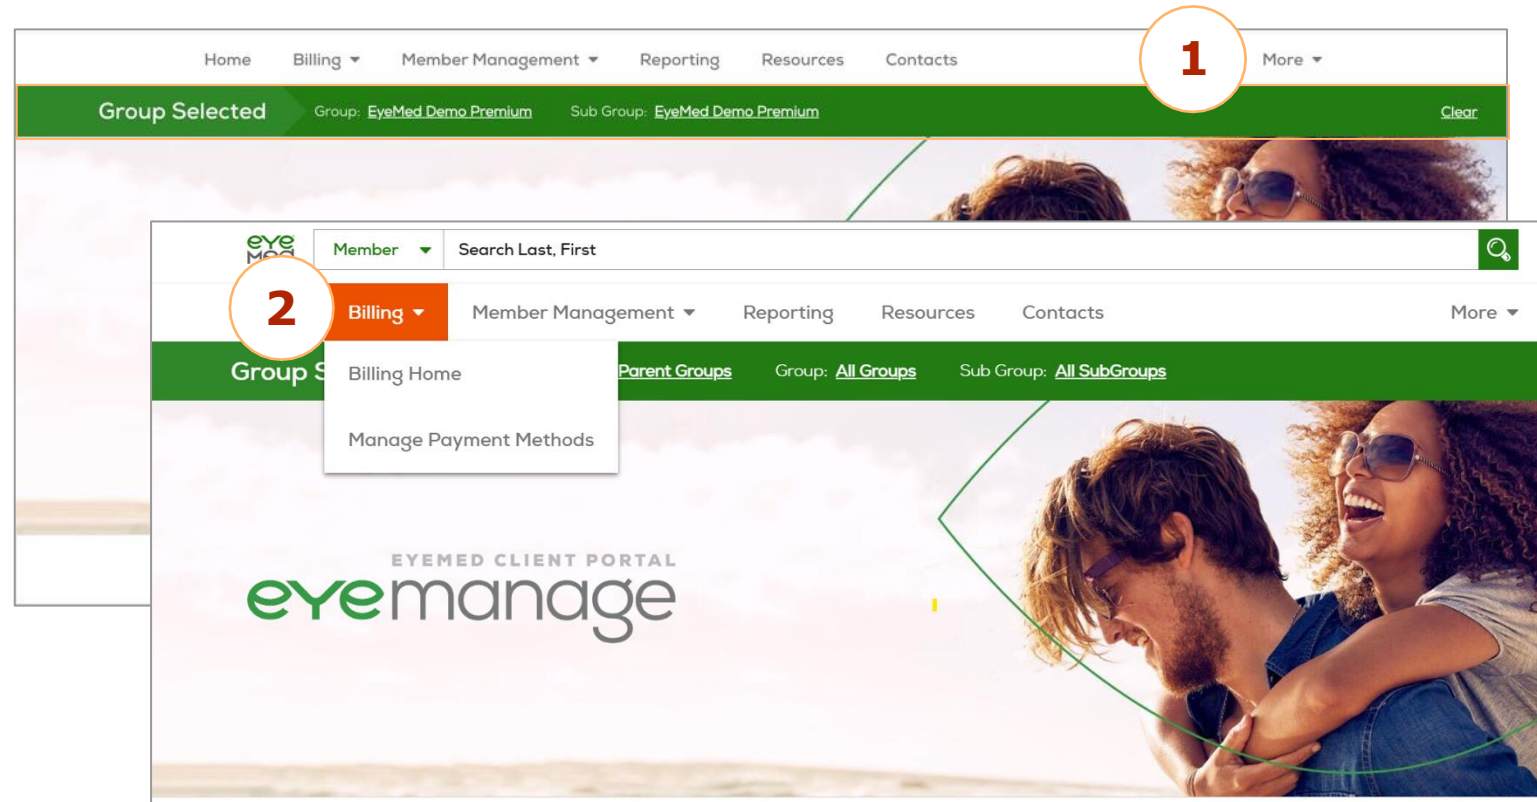 Home Billing Member Management Reporting Resources Contacts 1 More
Group Selected Group: EyeMed Demo Premium Sub Group: EyeMed Demo Premium Clear
eye
Med Member Search Last, First
2 Billing Member Management Reporting Resources Contacts More
Group S Parent Groups Group: All Groups Sub Group: All SubGroups
Billing Home
Manage Payment Methods
EYEMED CLIENT PORTAL
eyemanage